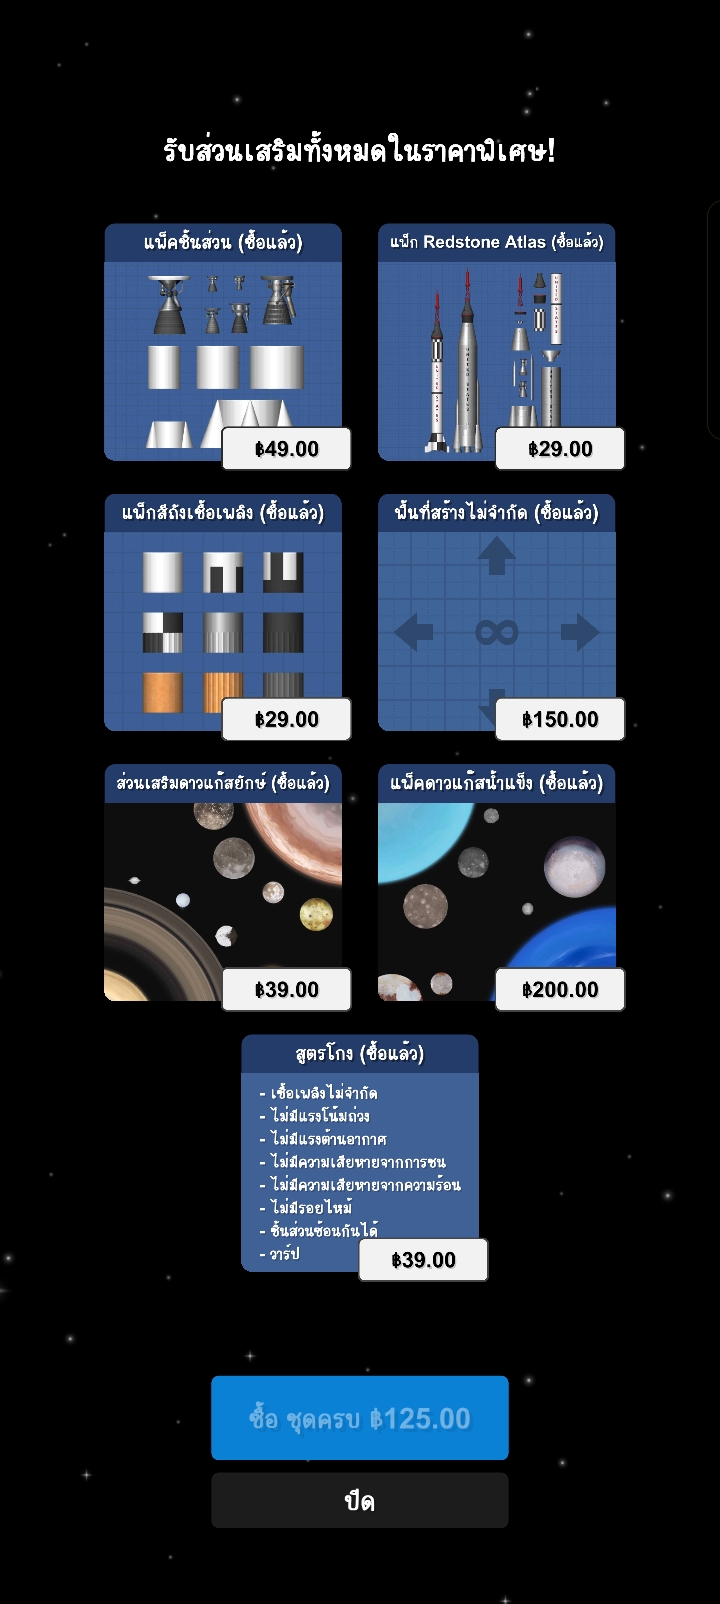 รับส่วนเสริมทั้งหมดในราคาพิเศษ!
แพ็คชิ้นส่วน (ซื้อแล้ว)
฿49.00
แพ็ก Redstone Atlas (ซื้อแล้ว)
UNITED STATES
UNITED STATES
UNITED STATES
UNITED STATES
฿29.00
แพ็กสีถังเชื้อเพลิง (ซื้อแล้ว)
฿29.00
พื้นที่สร้างไม่จำกัด (ซื้อแล้ว)
∞
฿150.00
ส่วนเสริมดาวแก๊สยักษ์ (ซื้อแล้ว)
฿39.00
แพ็คดาวแก๊สน้ำแข็ง (ซื้อแล้ว)
฿200.00
สูตรโกง (ซื้อแล้ว)
- เชื้อเพลิงไม่จำกัด
- ไม่มีแรงโน้มถ่วง
- ไม่มีแรงต้านอากาศ
- ไม่มีความเสียหายจากการชน
- ไม่มีความเสียหายจากความร้อน
- ไม่มีรอยไหม้
- ชิ้นส่วนซ้อนกันได้
- วาร์ป
฿39.00
ซื้อ ชุดครบ ฿125.00
ปิด